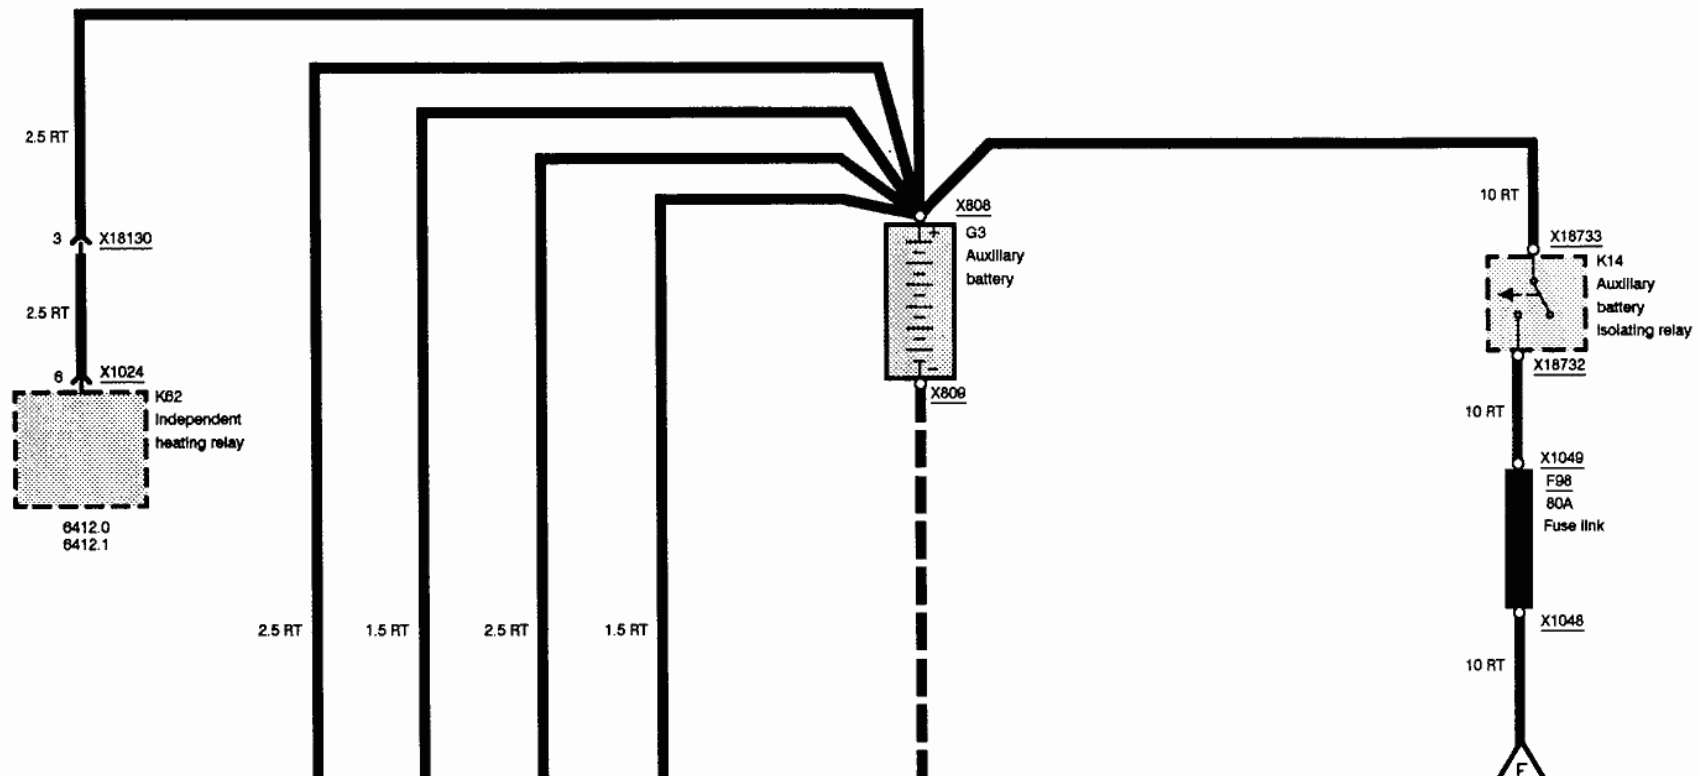 2.5 RT
3 X18130
2.5 RT
6 X1024
K62
Independent
heating relay
6412.0
6412.1
2.5 RT
1.5 RT
2.5 RT
1.5 RT
X808
+
G3
Auxiliary
battery
-
X809
10 RT
X18733
K14
Auxiliary
battery
isolating relay
X18732
10 RT
X1049
F98
80A
Fuse link
X1048
10 RT